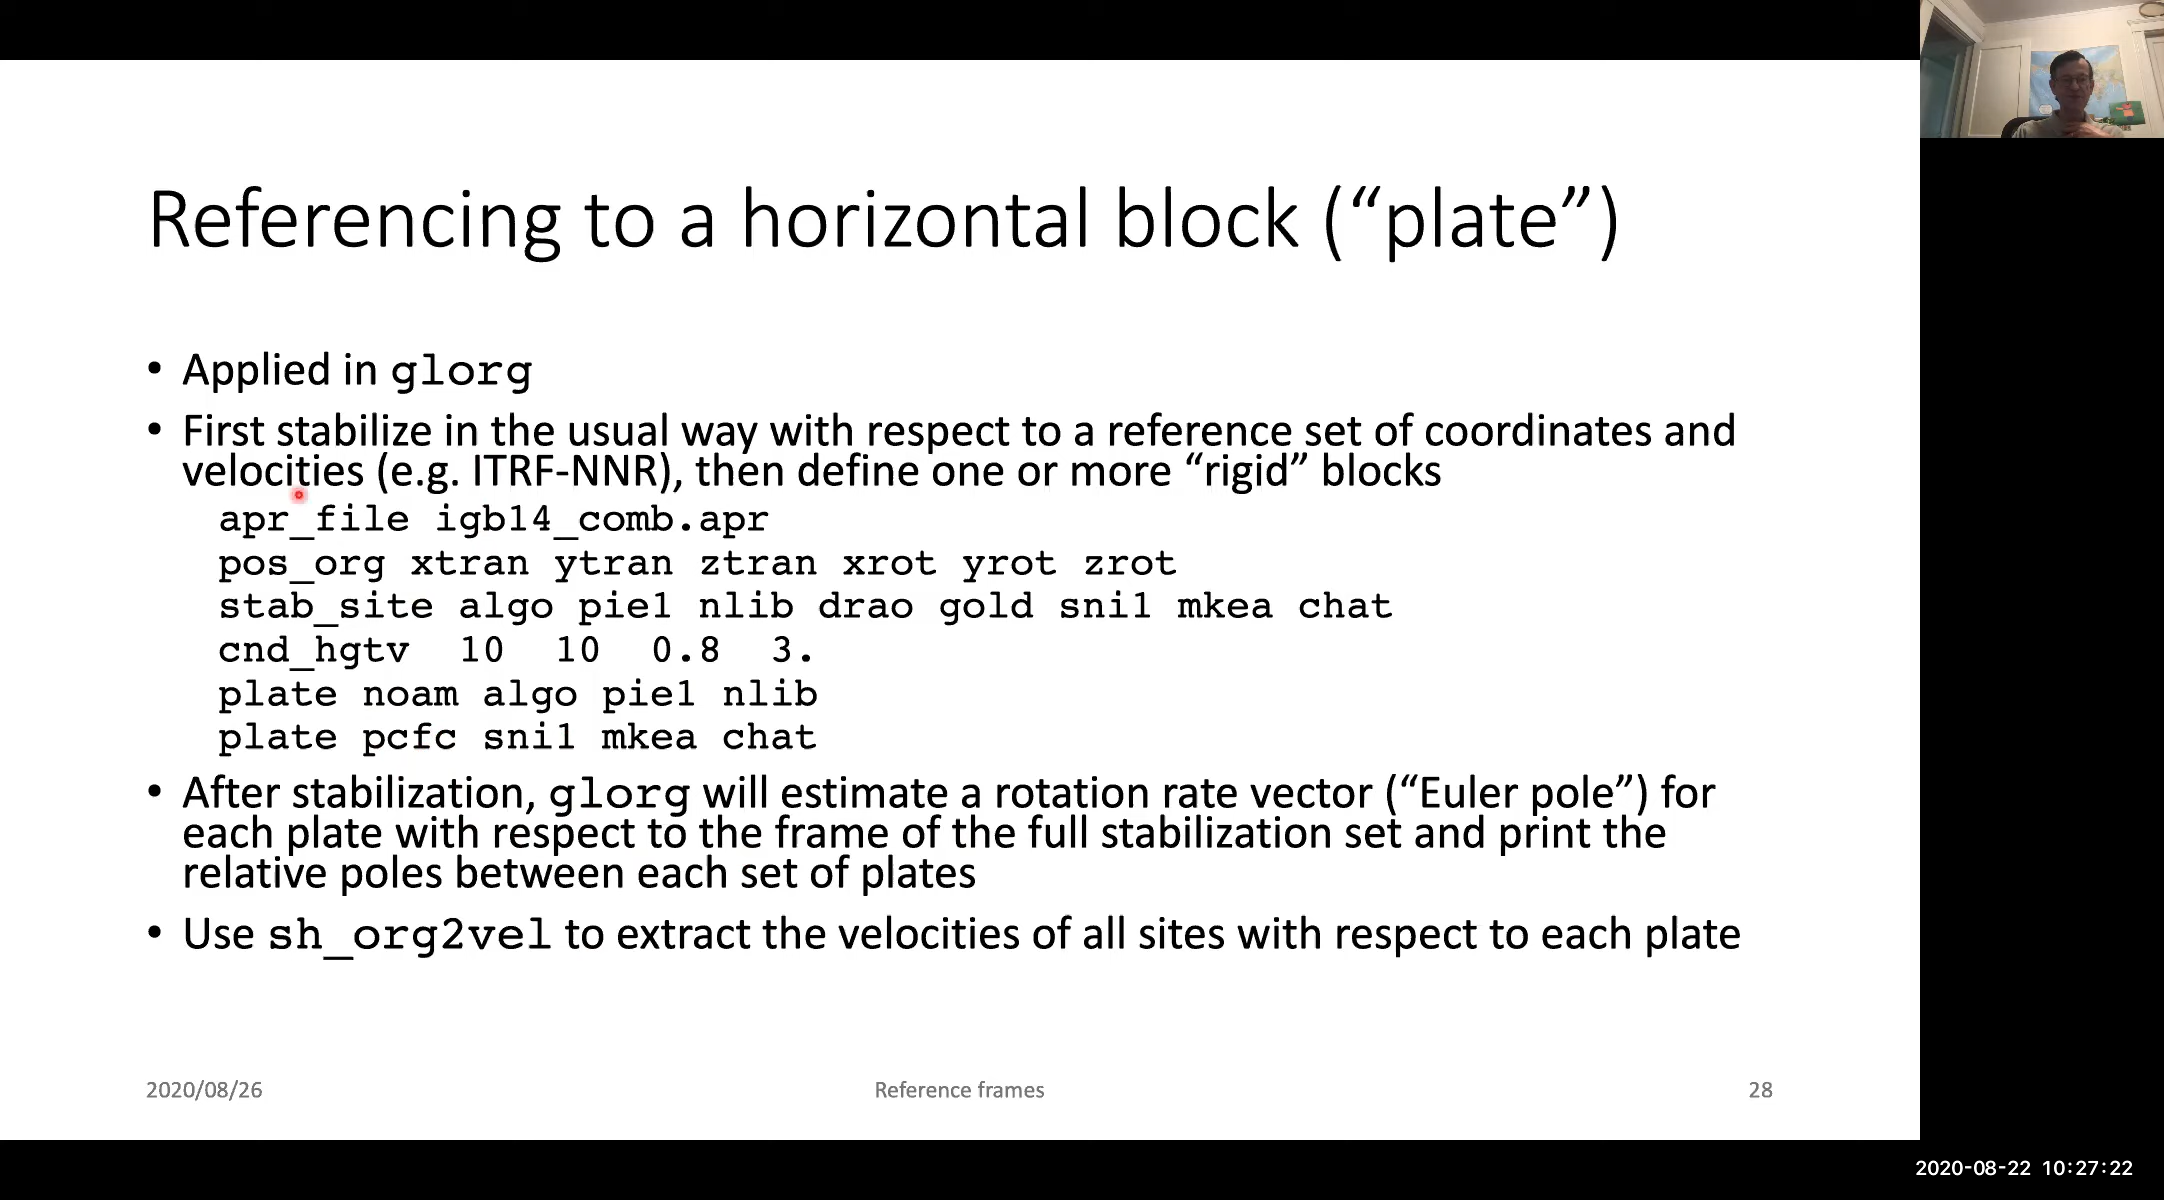 Referencing to a horizontal block (“plate”)
• Applied in glorg
• First stabilize in the usual way with respect to a reference set of coordinates and
velocities (e.g. ITRF-NNR), then define one or more “rigid” blocks
apr_file igb14_comb.apr
pos_org xtran ytran ztran xrot yrot zrot
stab_site algo pie1 nlib drao gold sni1 mkea chat
cnd_hgtv 10 10 0.8 3.
plate noam algo pie1 nlib
plate pcfc sni1 mkea chat
• After stabilization, glorg will estimate a rotation rate vector (“Euler pole”) for
each plate with respect to the frame of the full stabilization set and print the
relative poles between each set of plates
• Use sh_org2vel to extract the velocities of all sites with respect to each plate
2020/08/26
Reference frames
28
2020-08-22 10:27:22